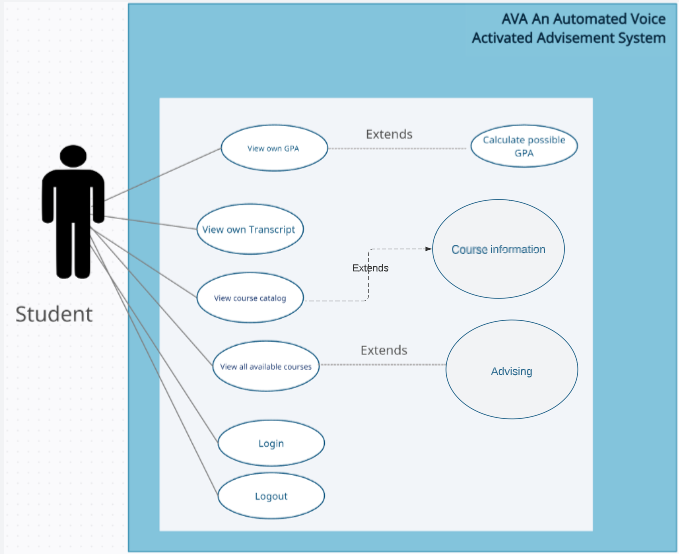 AVA An Automated Voice
Activated Advisement System
Extends
View own GPA
Calculate possible
GPA
View own Transcript
Course information
Extends
View course catalog
Student
Extends
View all available courses
Advising
Login
Logout